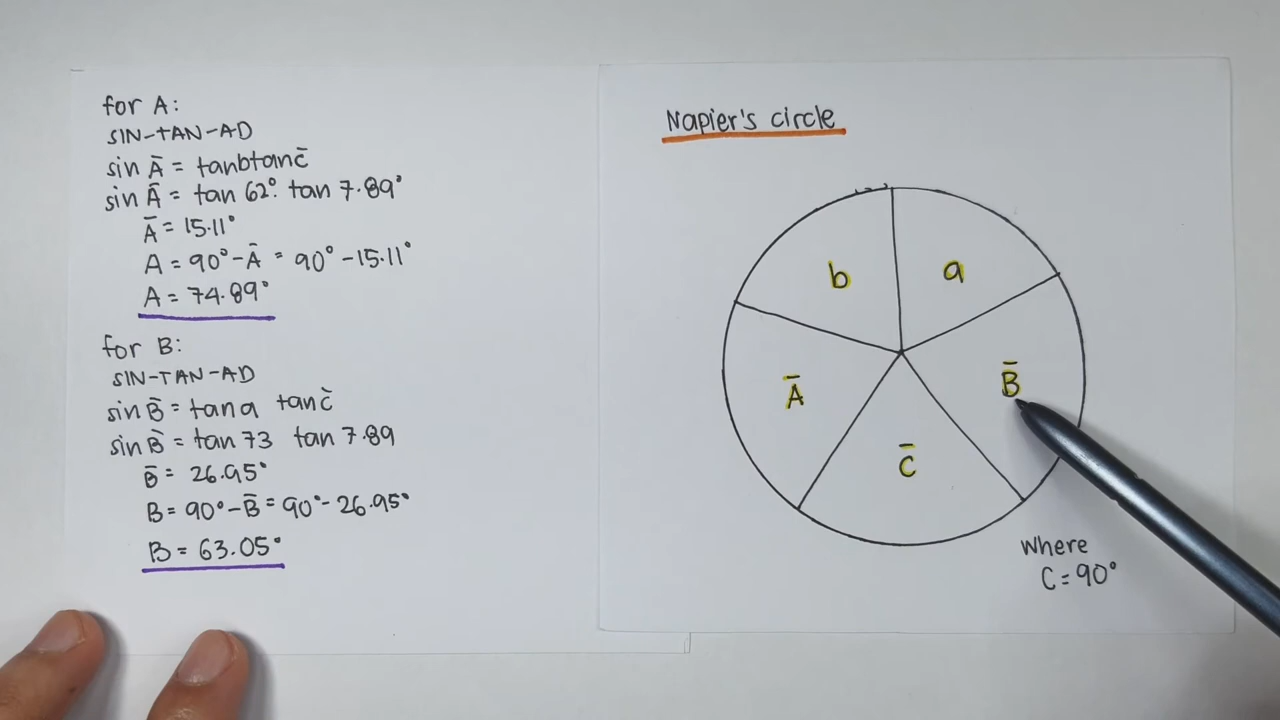 for A:
SIN-TAN-AD
sin Ā = tanbtanc̄
sin Ā = tan 62°. tan 7.89°
Ā = 15.11°
A = 90° - Ā = 90° - 15.11°
A = 74.89°
for B:
SIN-TAN-AD
sin B̄ = tan a tan c̄
sin B̄ = tan 73 tan 7.89
B̄ = 26.95°
B = 90° - B̄ = 90° - 26.95°
B = 63.05°
Napier's circle
b
a
Ā
B̄
c̄
Where
C = 90°